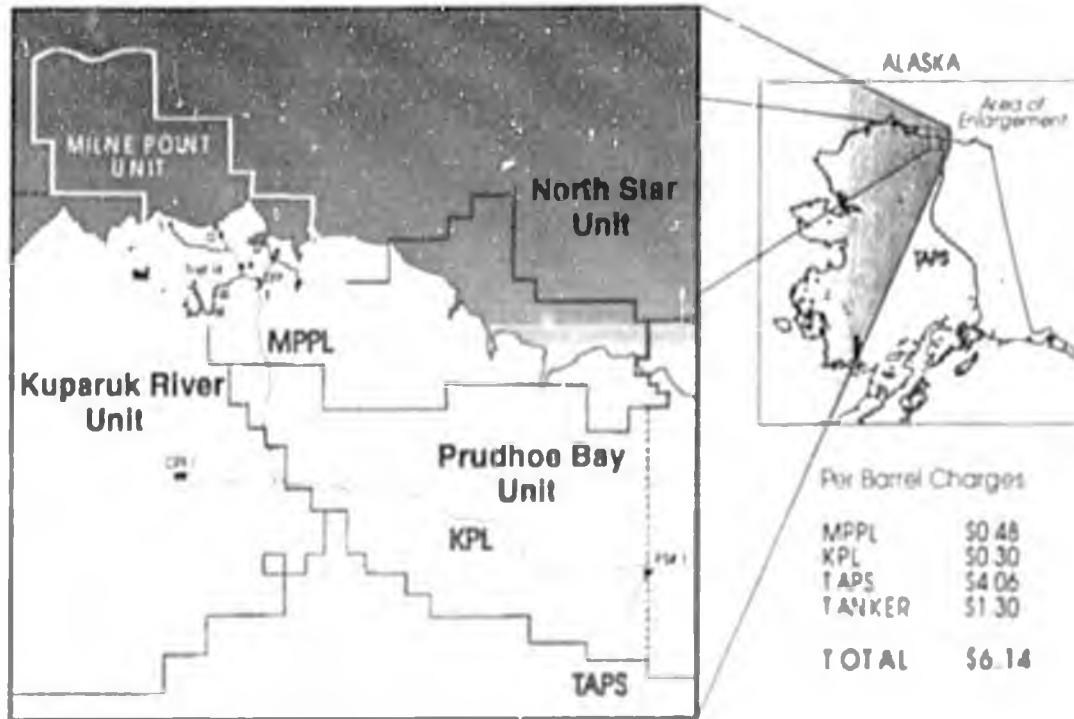 MILNE POINT
UNIT
North Star
Unit
MPPL
Kuparuk River
Unit
Prudhoe Bay
Unit
KPL
TAPS
ALASKA
Area of
Enlargement
TAPS
Per Barrel Charges
MPPL $0.48
KPL $0.30
TAPS $4.06
TANKER $1.30
TOTAL $6.14